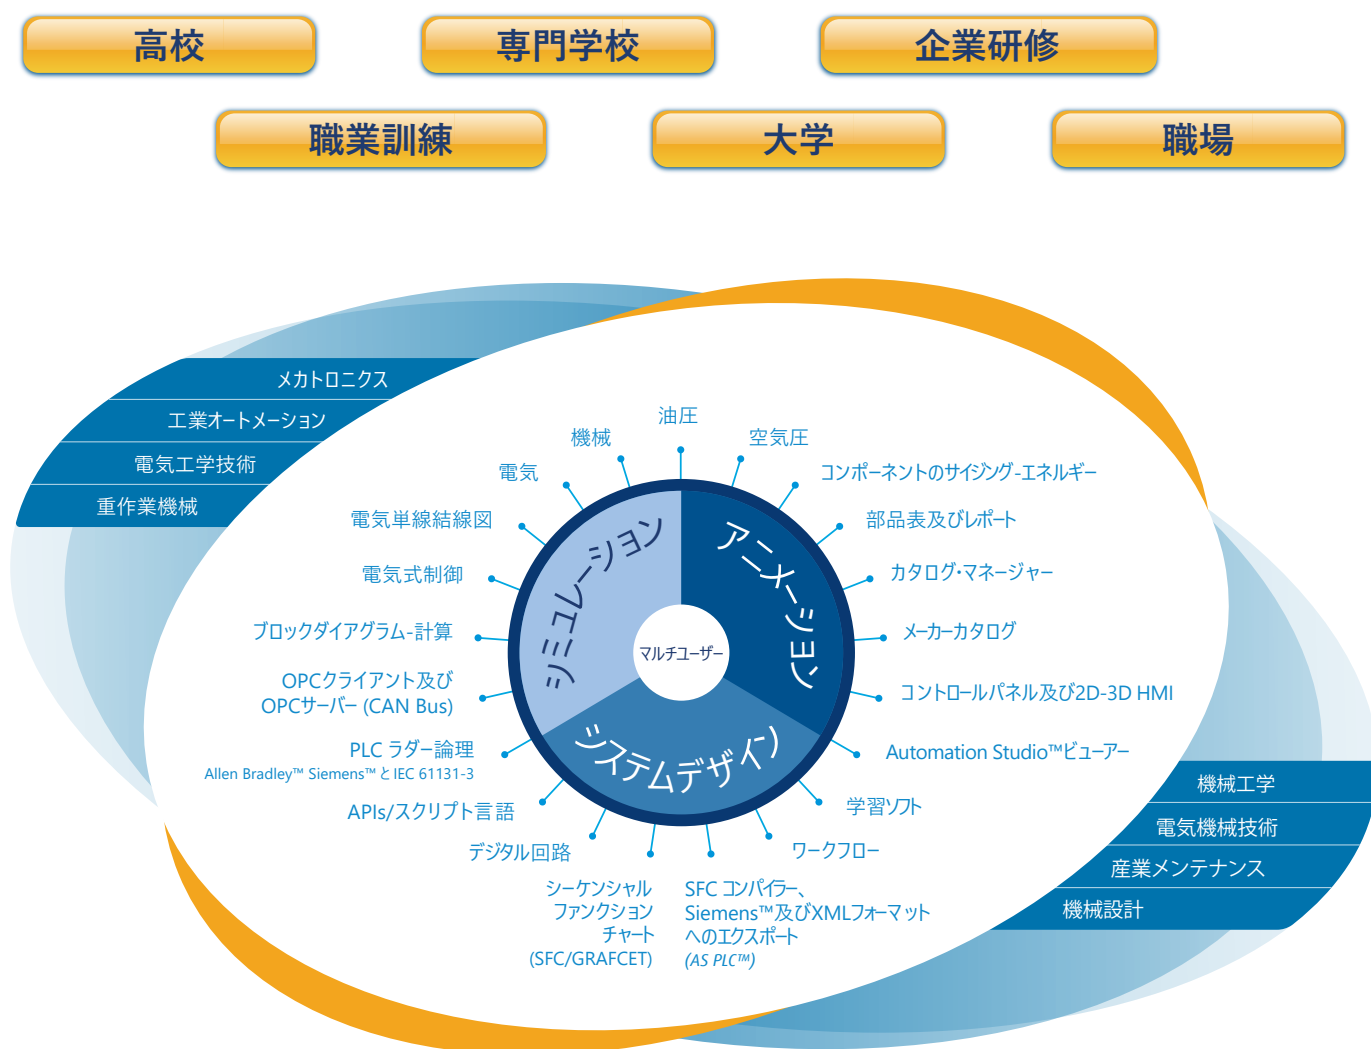 高校
専門学校
企業研修
職業訓練
大学
職場
メカトロニクス
工業オートメーション
電気工学技術
重作業機械
油圧
機械
空気圧
電気
コンポーネントのサイジング-エネルギー
電気単線結線図
部品表及びレポート
電気式制御
カタログ・マネージャー
ブロックダイアグラム-計算
メーカーカタログ
OPCクライアント及び
OPCサーバー (CAN Bus)
コントロールパネル及び2D-3D HMI
PLC ラダー論理
Allen Bradley™ Siemens™ とIEC 61131-3
Automation Studio™ビューアー
APIs/スクリプト言語
学習ソフト
デジタル回路
ワークフロー
シーケンシャル
ファンクション
チャート
(SFC/GRAFCET)
SFC コンパイラー、
Siemens™及びXMLフォーマット
へのエクスポート
(AS PLC™)
シミュレーション
アニメーション
システムデザイン
マルチユーザー
機械工学
電気機械技術
産業メンテナンス
機械設計